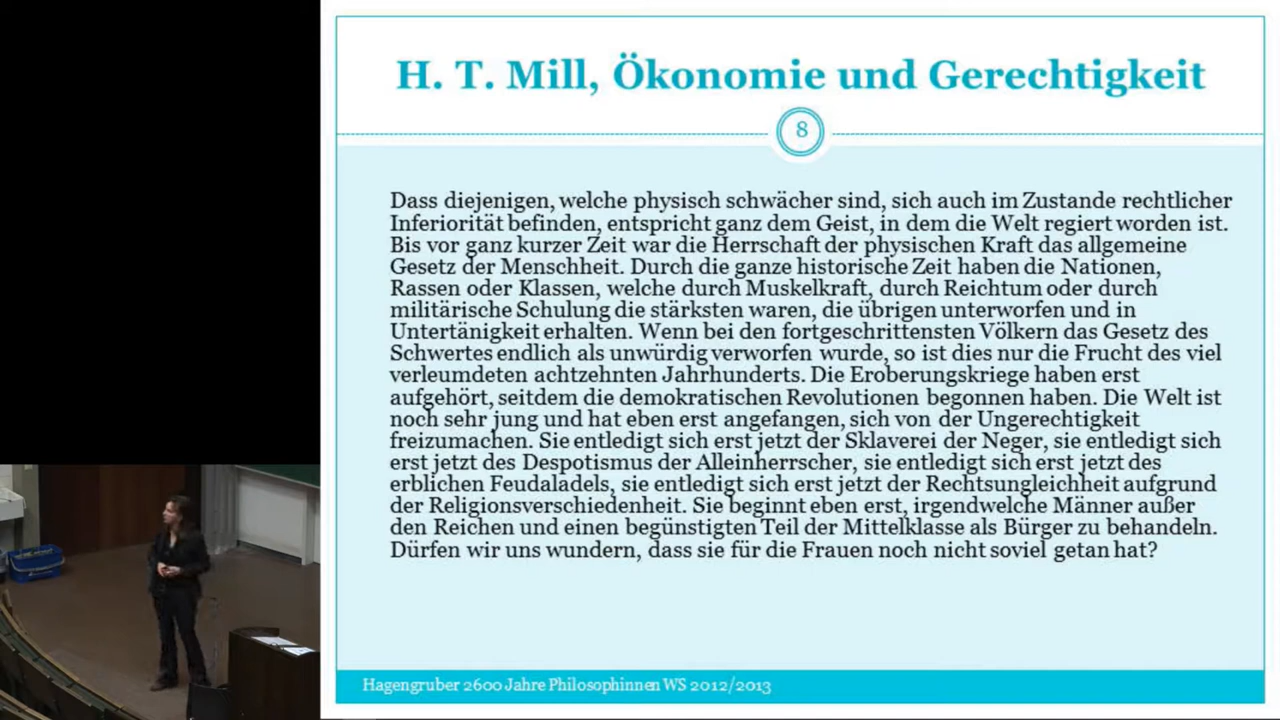 H. T. Mill, Ökonomie und Gerechtigkeit
8
Dass diejenigen, welche physisch schwächer sind, sich auch im Zustande rechtlicher
Inferiorität befinden, entspricht ganz dem Geist, in dem die Welt regiert worden ist.
Bis vor ganz kurzer Zeit war die Herrschaft der physischen Kraft das allgemeine
Gesetz der Menschheit. Durch die ganze historische Zeit haben die Nationen,
Rassen oder Klassen, welche durch Muskelkraft, durch Reichtum oder durch
militärische Schulung die stärksten waren, die übrigen unterworfen und in
Untertänigkeit erhalten. Wenn bei den fortgeschrittensten Völkern das Gesetz des
Schwertes endlich als unwürdig verworfen wurde, so ist dies nur die Frucht des viel
verleumdeten achtzehnten Jahrhunderts. Die Eroberungskriege haben erst
aufgehört, seitdem die demokratischen Revolutionen begonnen haben. Die Welt ist
noch sehr jung und hat eben erst angefangen, sich von der Ungerechtigkeit
freizumachen. Sie entledigt sich erst jetzt der Sklaverei der Neger, sie entledigt sich
erst jetzt des Despotismus der Alleinherrscher, sie entledigt sich erst jetzt des
erblichen Feudaladels, sie entledigt sich erst jetzt der Rechtsungleichheit aufgrund
der Religionsverschiedenheit. Sie beginnt eben erst, irgendwelche Männer außer
den Reichen und einen begünstigten Teil der Mittelklasse als Bürger zu behandeln.
Dürfen wir uns wundern, dass sie für die Frauen noch nicht soviel getan hat?
Hagengruber 2600 Jahre Philosophinnen WS 2012/2013